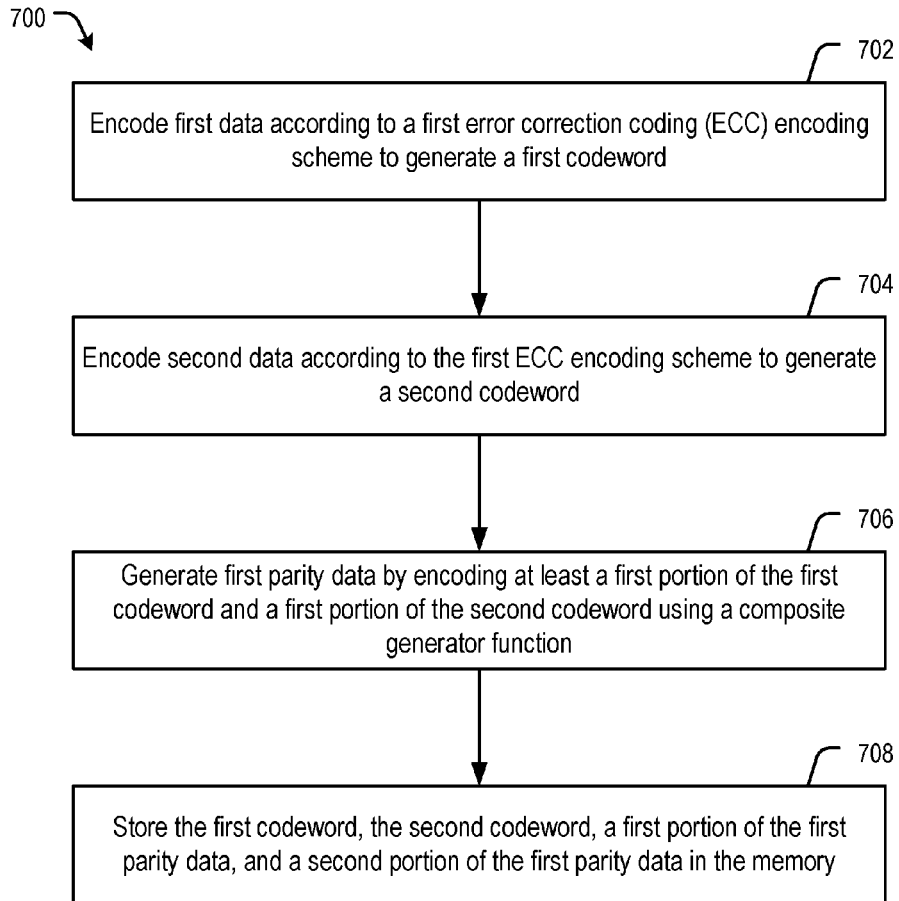 700
702
Encode first data according to a first error correction coding (ECC) encoding
scheme to generate a first codeword
704
Encode second data according to the first ECC encoding scheme to generate
a second codeword
706
Generate first parity data by encoding at least a first portion of the first
codeword and a first portion of the second codeword using a composite
generator function
708
Store the first codeword, the second codeword, a first portion of the first
parity data, and a second portion of the first parity data in the memory